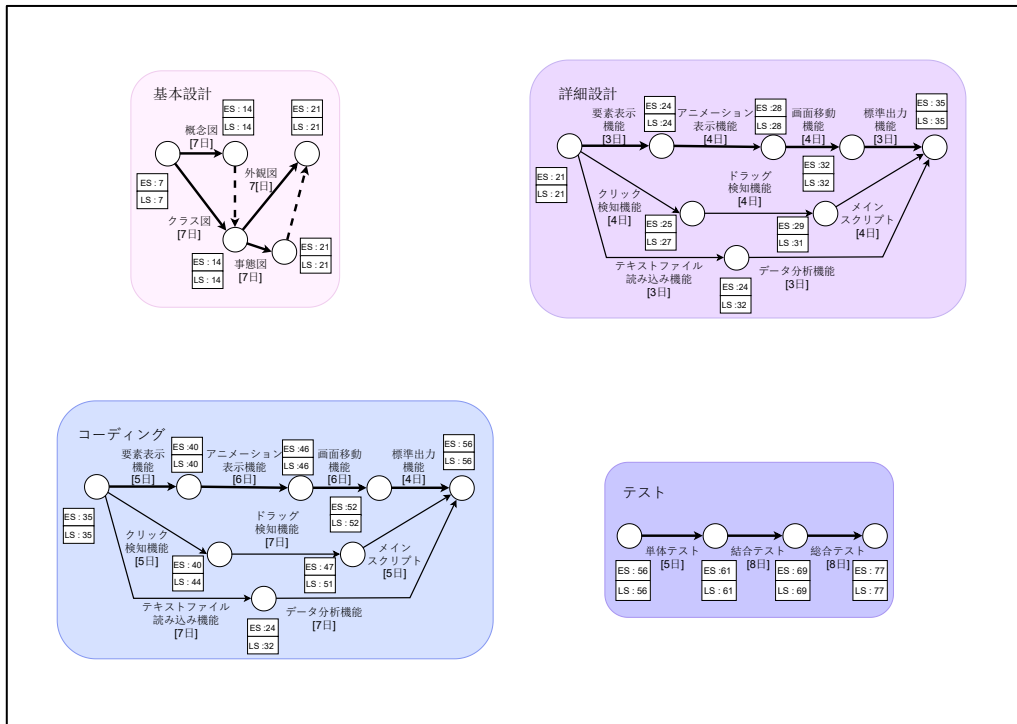 基本設計
ES : 14
LS : 14
ES : 21
LS : 21
概念図
[7日]
ES : 7
LS : 7
外観図
7[日]
クラス図
[7日]
ES : 14
LS : 14
事態図
[7日]
ES : 21
LS : 21
詳細設計
要素表示
機能
[3日]
ES :24
LS :24
アニメーション
表示機能
[4日]
ES :28
LS :28
画面移動
機能
[4日]
標準出力
機能
[3日]
ES : 35
LS : 35
ES :21
LS :21
ES :32
LS :32
クリック
検知機能
[4日]
ES :25
LS :27
ドラッグ
検知機能
[4日]
ES :29
LS :31
メイン
スクリプト
[4日]
テキストファイル
読み込み機能
[3日]
ES :24
LS :32
データ分析機能
[3日]
コーディング
要素表示
機能
[5日]
ES :40
LS :40
アニメーション
表示機能
[6日]
ES :46
LS :46
画面移動
機能
[6日]
標準出力
機能
[4日]
ES : 56
LS : 56
ES :35
LS :35
ES :52
LS : 52
クリック
検知機能
[5日]
ES :40
LS :44
ドラッグ
検知機能
[7日]
ES :47
LS :51
メイン
スクリプト
[5日]
テキストファイル
読み込み機能
[7日]
ES :24
LS :32
データ分析機能
[7日]
テスト
ES :56
LS :56
単体テスト
[5日]
ES :61
LS :61
結合テスト
[8日]
ES :69
LS :69
総合テスト
[8日]
ES :77
LS :77